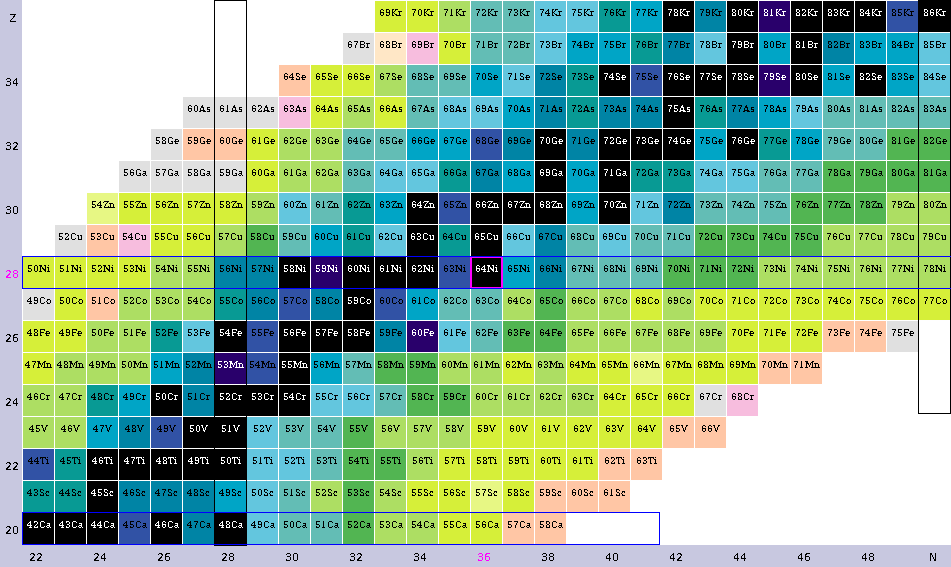 Z 69Kr 70Kr 71Kr 72Kr 73Kr 74Kr 75Kr 76Kr 77Kr 78Kr 79Kr 80Kr 81Kr 82Kr 83Kr 84Kr 85Kr 86Kr
67Br 68Br 69Br 70Br 71Br 72Br 73Br 74Br 75Br 76Br 77Br 78Br 79Br 80Br 81Br 82Br 83Br 84Br 85Br
34 64Se 65Se 66Se 67Se 68Se 69Se 70Se 71Se 72Se 73Se 74Se 75Se 76Se 77Se 78Se 79Se 80Se 81Se 82Se 83Se 84Se
60As 61As 62As 63As 64As 65As 66As 67As 68As 69As 70As 71As 72As 73As 74As 75As 76As 77As 78As 79As 80As 81As 82As 83As
32 58Ge 59Ge 60Ge 61Ge 62Ge 63Ge 64Ge 65Ge 66Ge 67Ge 68Ge 69Ge 70Ge 71Ge 72Ge 73Ge 74Ge 75Ge 76Ge 77Ge 78Ge 79Ge 80Ge 81Ge 82Ge
56Ga 57Ga 58Ga 59Ga 60Ga 61Ga 62Ga 63Ga 64Ga 65Ga 66Ga 67Ga 68Ga 69Ga 70Ga 71Ga 72Ga 73Ga 74Ga 75Ga 76Ga 77Ga 78Ga 79Ga 80Ga 81Ga
30 54Zn 55Zn 56Zn 57Zn 58Zn 59Zn 60Zn 61Zn 62Zn 63Zn 64Zn 65Zn 66Zn 67Zn 68Zn 69Zn 70Zn 71Zn 72Zn 73Zn 74Zn 75Zn 76Zn 77Zn 78Zn 79Zn 80Zn
52Cu 53Cu 54Cu 55Cu 56Cu 57Cu 58Cu 59Cu 60Cu 61Cu 62Cu 63Cu 64Cu 65Cu 66Cu 67Cu 68Cu 69Cu 70Cu 71Cu 72Cu 73Cu 74Cu 75Cu 76Cu 77Cu 78Cu 79Cu
28 50Ni 51Ni 52Ni 53Ni 54Ni 55Ni 56Ni 57Ni 58Ni 59Ni 60Ni 61Ni 62Ni 63Ni 64Ni 65Ni 66Ni 67Ni 68Ni 69Ni 70Ni 71Ni 72Ni 73Ni 74Ni 75Ni 76Ni 77Ni 78Ni
49Co 50Co 51Co 52Co 53Co 54Co 55Co 56Co 57Co 58Co 59Co 60Co 61Co 62Co 63Co 64Co 65Co 66Co 67Co 68Co 69Co 70Co 71Co 72Co 73Co 74Co 75Co 76Co 77Co
26 48Fe 49Fe 50Fe 51Fe 52Fe 53Fe 54Fe 55Fe 56Fe 57Fe 58Fe 59Fe 60Fe 61Fe 62Fe 63Fe 64Fe 65Fe 66Fe 67Fe 68Fe 69Fe 70Fe 71Fe 72Fe 73Fe 74Fe 75Fe
47Mn 48Mn 49Mn 50Mn 51Mn 52Mn 53Mn 54Mn 55Mn 56Mn 57Mn 58Mn 59Mn 60Mn 61Mn 62Mn 63Mn 64Mn 65Mn 66Mn 67Mn 68Mn 69Mn 70Mn 71Mn
24 46Cr 47Cr 48Cr 49Cr 50Cr 51Cr 52Cr 53Cr 54Cr 55Cr 56Cr 57Cr 58Cr 59Cr 60Cr 61Cr 62Cr 63Cr 64Cr 65Cr 66Cr 67Cr 68Cr
45V 46V 47V 48V 49V 50V 51V 52V 53V 54V 55V 56V 57V 58V 59V 60V 61V 62V 63V 64V 65V 66V
22 44Ti 45Ti 46Ti 47Ti 48Ti 49Ti 50Ti 51Ti 52Ti 53Ti 54Ti 55Ti 56Ti 57Ti 58Ti 59Ti 60Ti 61Ti 62Ti 63Ti
43Sc 44Sc 45Sc 46Sc 47Sc 48Sc 49Sc 50Sc 51Sc 52Sc 53Sc 54Sc 55Sc 56Sc 57Sc 58Sc 59Sc 60Sc 61Sc
20 42Ca 43Ca 44Ca 45Ca 46Ca 47Ca 48Ca 49Ca 50Ca 51Ca 52Ca 53Ca 54Ca 55Ca 56Ca 57Ca 58Ca
22 24 26 28 30 32 34 36 38 40 42 44 46 48 N